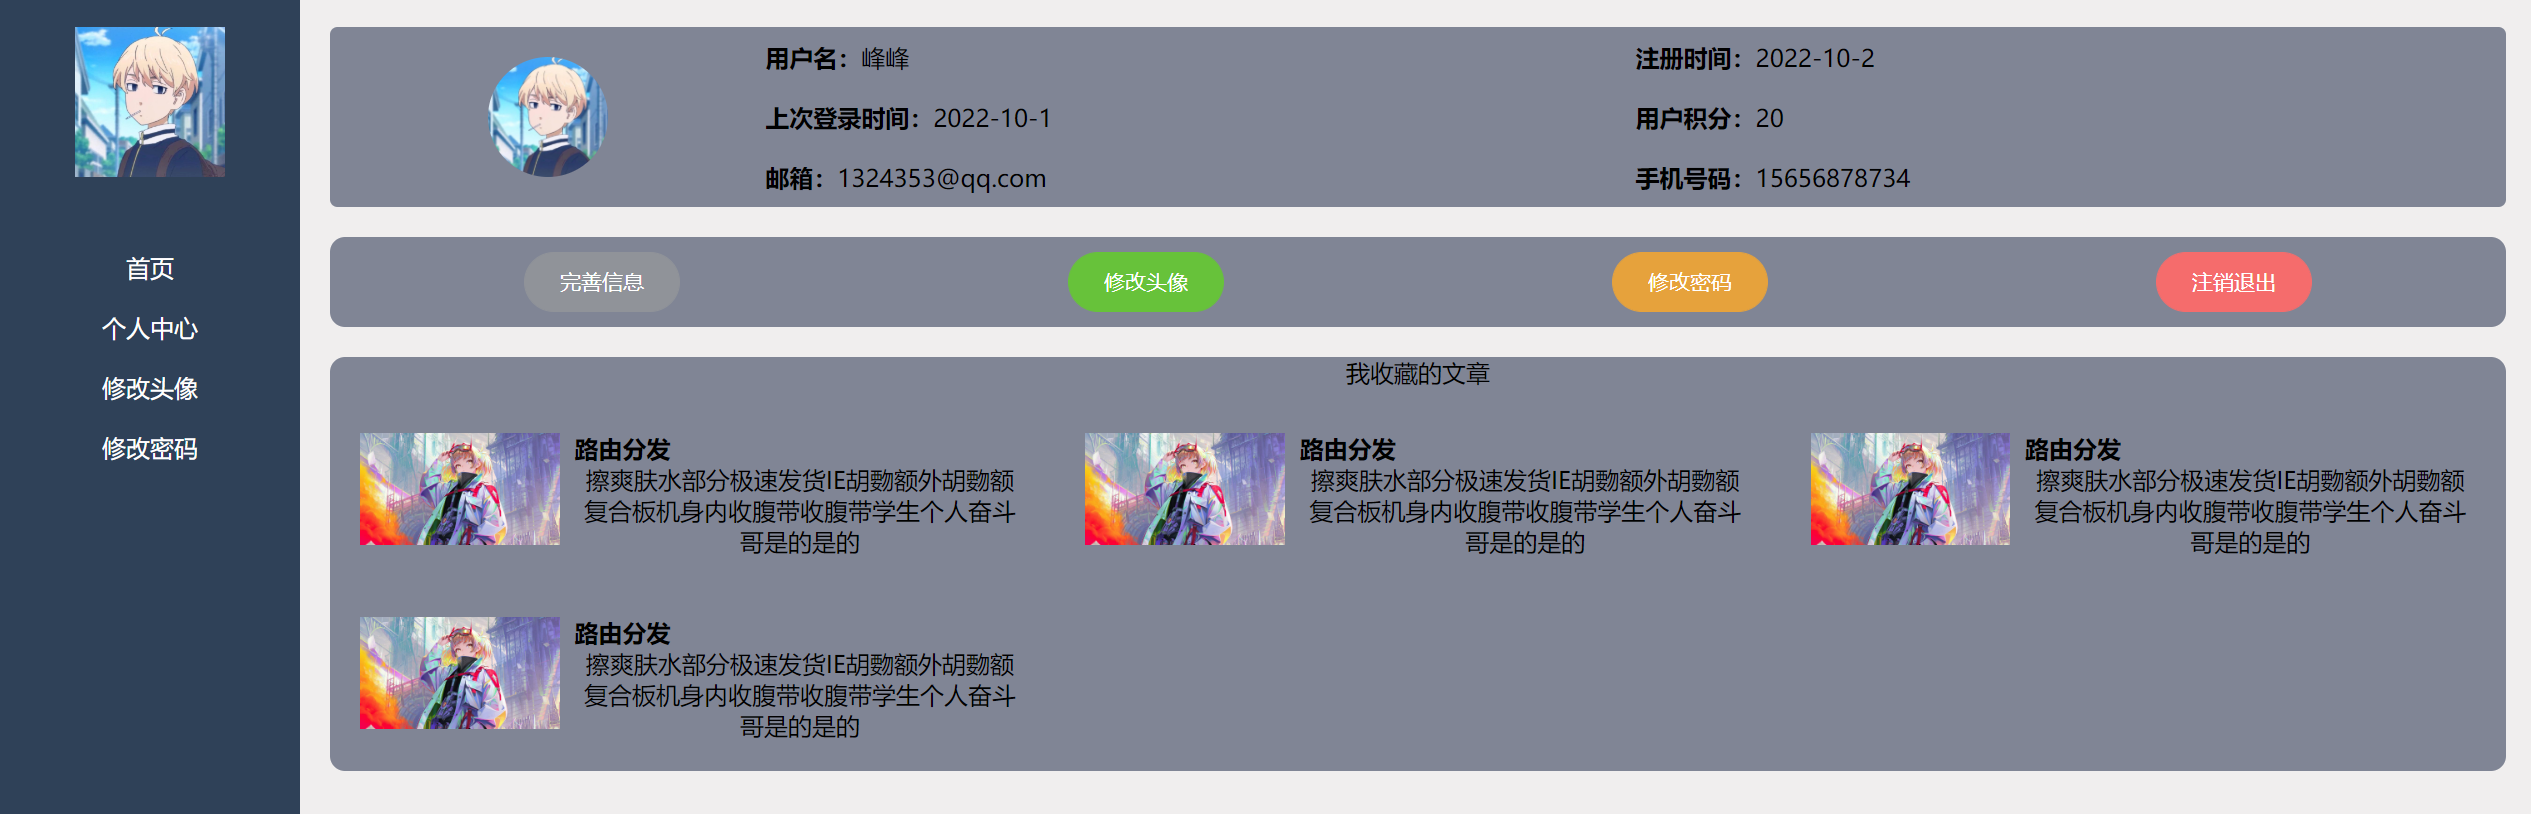 首页
个人中心
修改头像
修改密码
用户名：峰峰
注册时间：2022-10-2
上次登录时间：2022-10-1
用户积分：20
邮箱：1324353@qq.com
手机号码：15656878734
完善信息
修改头像
修改密码
注销退出
我收藏的文章
路由分发
擦爽肤水部分极速发货IE胡覅额外胡覅额
复合板机身内收腹带收腹带学生个人奋斗
哥是的是的
路由分发
擦爽肤水部分极速发货IE胡覅额外胡覅额
复合板机身内收腹带收腹带学生个人奋斗
哥是的是的
路由分发
擦爽肤水部分极速发货IE胡覅额外胡覅额
复合板机身内收腹带收腹带学生个人奋斗
哥是的是的
路由分发
擦爽肤水部分极速发货IE胡覅额外胡覅额
复合板机身内收腹带收腹带学生个人奋斗
哥是的是的